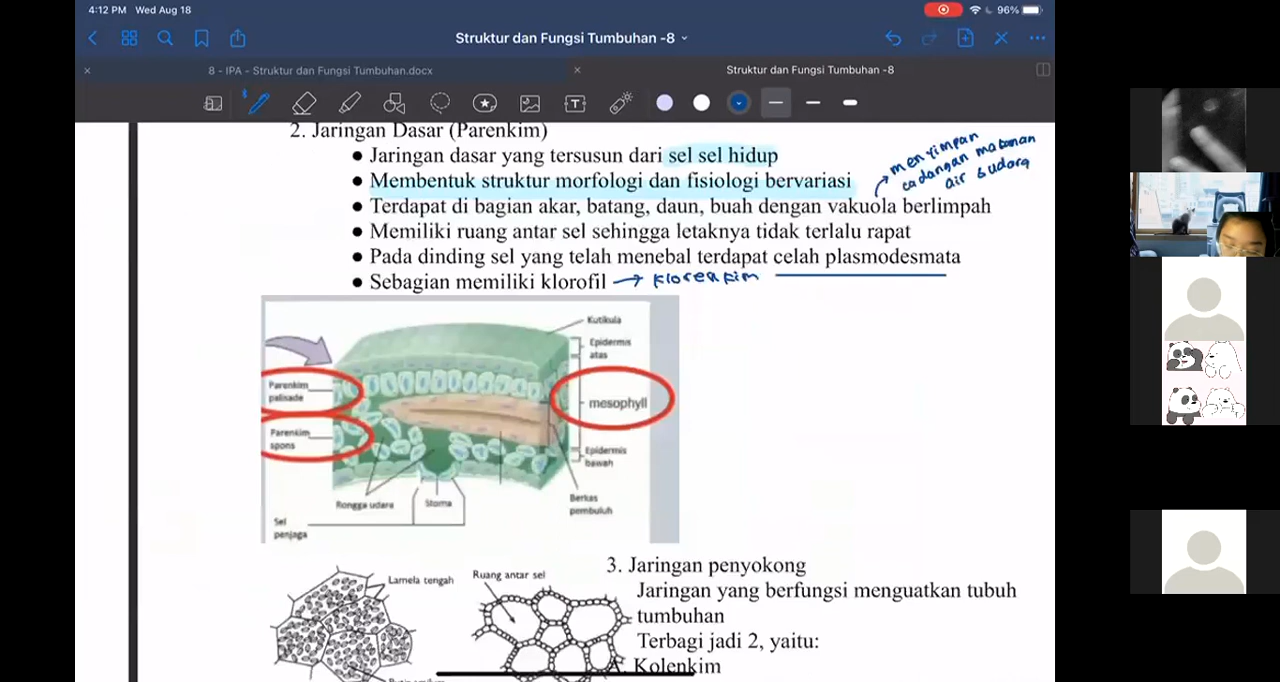 4:12 PM Wed Aug 18
96%
Struktur dan Fungsi Tumbuhan -8
8 - IPA - Struktur dan Fungsi Tumbuhan.docx
Struktur dan Fungsi Tumbuhan -8
2. Jaringan Dasar (Parenkim)
● Jaringan dasar yang tersusun dari sel sel hidup
● Membentuk struktur morfologi dan fisiologi bervariasi
→ menyimpan
cadangan makanan
air & udara
● Terdapat di bagian akar, batang, daun, buah dengan vakuola berlimpah
● Memiliki ruang antar sel sehingga letaknya tidak terlalu rapat
● Pada dinding sel yang telah menebal terdapat celah plasmodesmata
● Sebagian memiliki klorofil → klorenkim
Kutikula
Epidermis
atas
Parenkim
palisade
mesophyll
Parenkim
spons
Epidermis
bawah
Rongga udara
Stoma
Berkas
pembuluh
Sel
penjaga
Lamela tengah
Ruang antar sel
3. Jaringan penyokong
Jaringan yang berfungsi menguatkan tubuh
tumbuhan
Terbagi jadi 2, yaitu:
A. Kolenkim